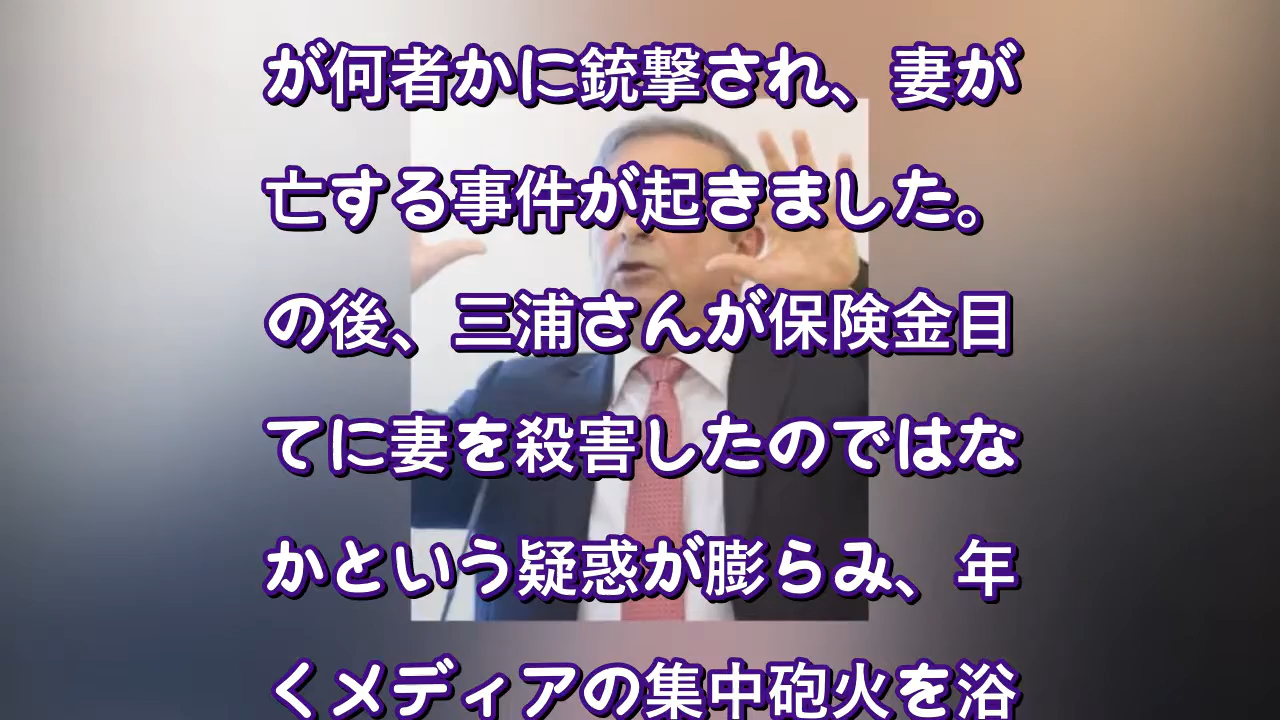 が何者かに銃撃され、妻が
亡する事件が起きました。
の後、三浦さんが保険金目
てに妻を殺害したのではな
かという疑惑が膨らみ、年
くメディアの集中砲火を浴